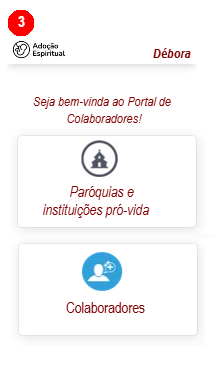 3
Adoção
Espiritual
Débora
Seja bem-vinda ao Portal de
Colaboradores!
Paróquias e
instituições pró-vida
Colaboradores